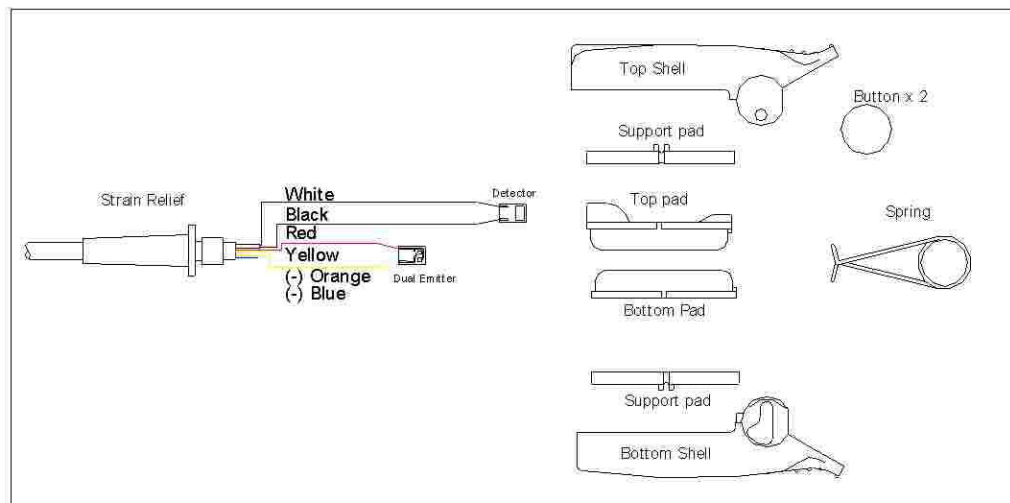 Strain Relief
White
Black
Red
Yellow
(-) Orange
(-) Blue
Detector
Dual Emitter
Top Shell
Button x 2
Support pad
Top pad
Spring
Bottom Pad
Support pad
Bottom Shell